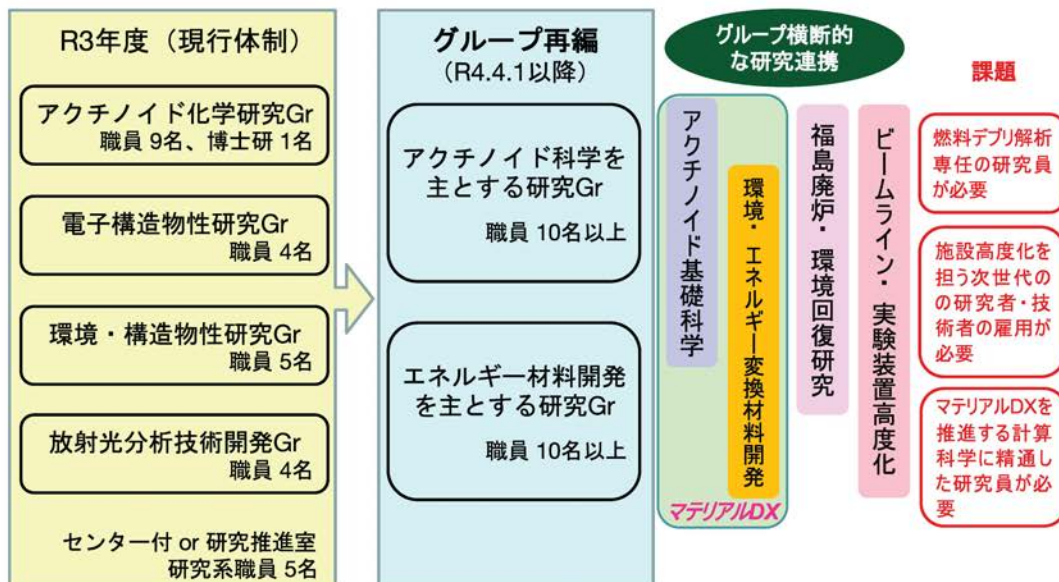 R3年度（現行体制）
アクチノイド化学研究Gr
職員 9名、博士研 1名
電子構造物性研究Gr
職員 4名
環境・構造物性研究Gr
職員 5名
放射光分析技術開発Gr
職員 4名
センター付 or 研究推進室
研究系職員 5名
グループ再編
（R4.4.1以降）
アクチノイド科学を
主とする研究Gr
職員 10名以上
エネルギー材料開発
を主とする研究Gr
職員 10名以上
グループ横断的
な研究連携
アクチノイド基礎科学
環境・エネルギー変換材料開発
マテリアルDX
福島廃炉・環境回復研究
ビームライン・実験装置高度化
課題
燃料デブリ解析
専任の研究員
が必要
施設高度化を
担う次世代の
の研究者・技
術者の雇用が
必要
マテリアルDXを
推進する計算
科学に精通し
た研究員が必
要